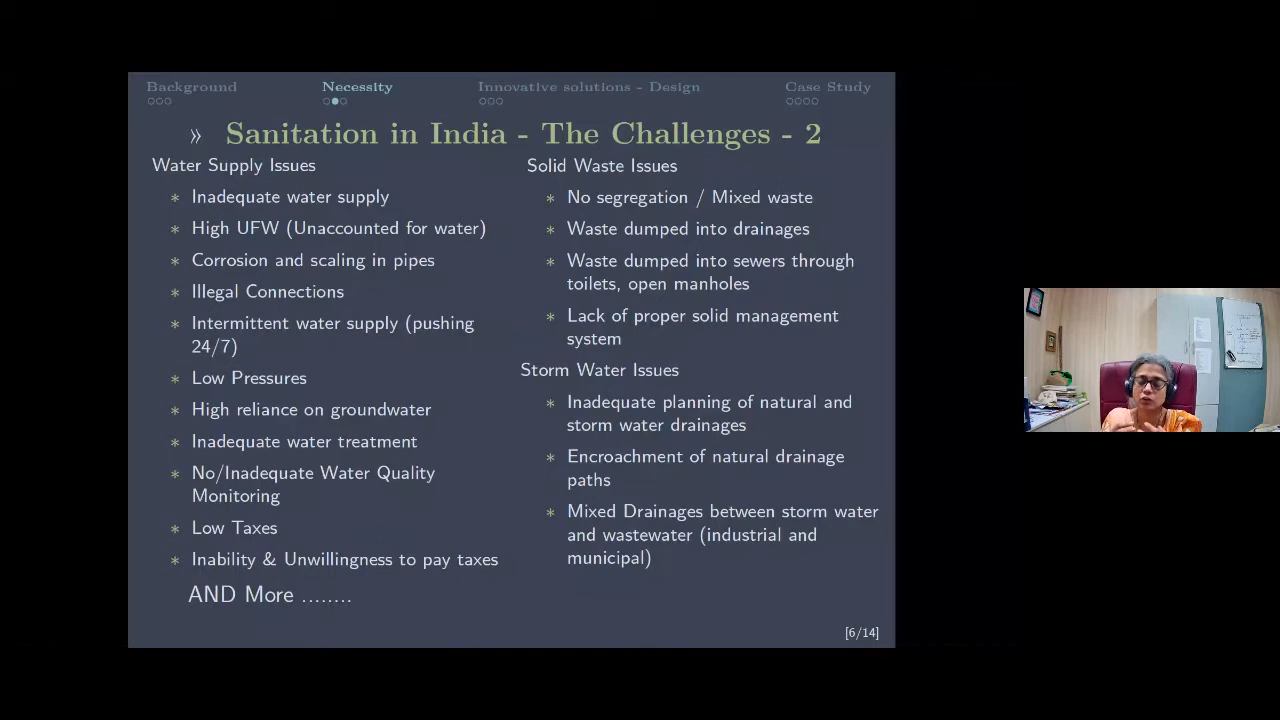 Background Necessity Innovative solutions - Design Case Study
» Sanitation in India - The Challenges - 2
Water Supply Issues
* Inadequate water supply
* High UFW (Unaccounted for water)
* Corrosion and scaling in pipes
* Illegal Connections
* Intermittent water supply (pushing
24/7)
* Low Pressures
* High reliance on groundwater
* Inadequate water treatment
* No/Inadequate Water Quality
Monitoring
* Low Taxes
* Inability & Unwillingness to pay taxes
AND More ........
Solid Waste Issues
* No segregation / Mixed waste
* Waste dumped into drainages
* Waste dumped into sewers through
toilets, open manholes
* Lack of proper solid management
system
Storm Water Issues
* Inadequate planning of natural and
storm water drainages
* Encroachment of natural drainage
paths
* Mixed Drainages between storm water
and wastewater (industrial and
municipal)
[6/14]